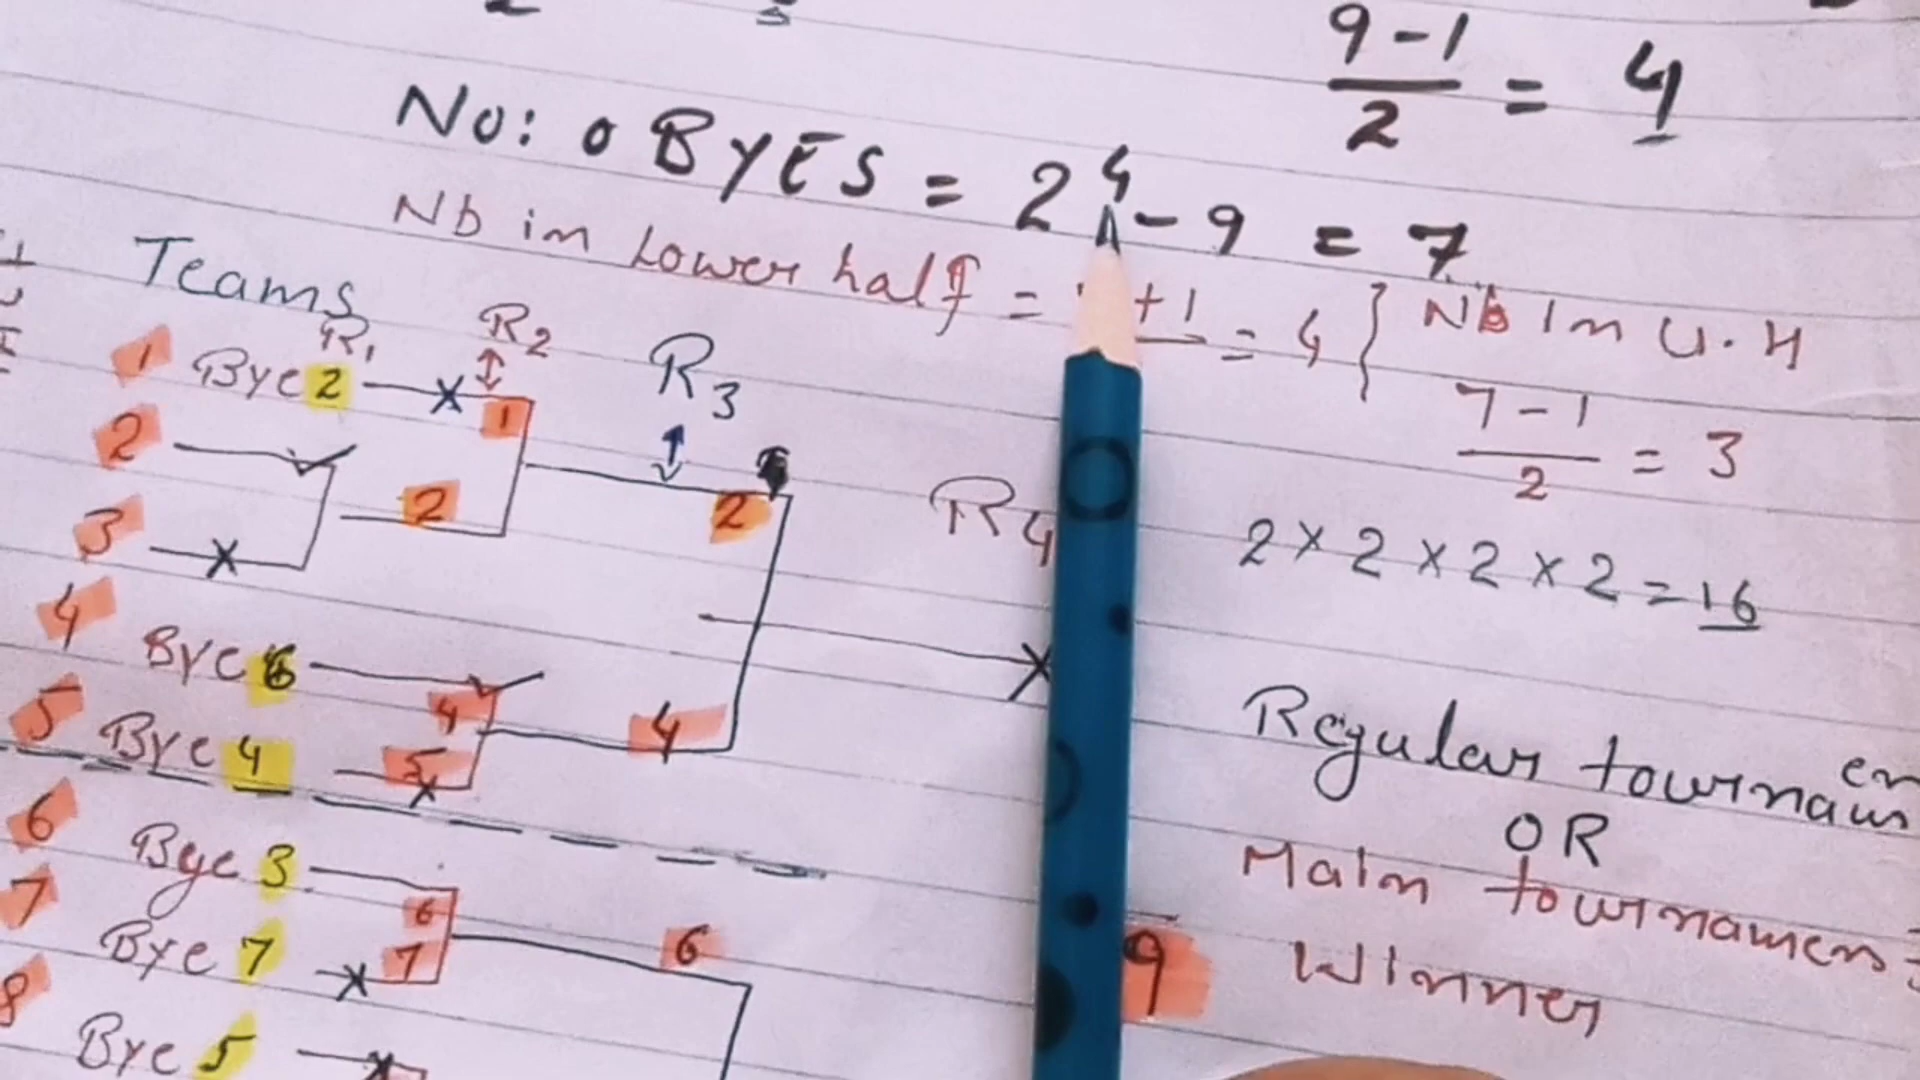 9 - 1
2 = 4
No: o BYES = 2 4 - 9 = 7
Nb in Lower half = + 1 = 4 } Nb In U.H
7 - 1
2 = 3
2 × 2 × 2 × 2 = 16
Teams
R1 R2 R3 R4
1 Bye 2 1
2 2 2
3
4 Bye 6 4 4
5 Bye 4 5
6 Bye 3 6 6
7 Bye 7 7
8 Bye 5
Regular
OR
Main
9 Winner